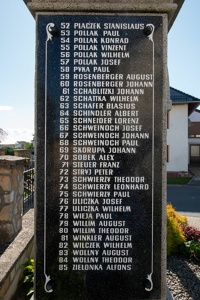 52 PIACZEK STANISLAUS
53 POLLAK PAUL
54 POLLAK KONRAD
55 POLLAK VINZENT
56 POLLAK WILHELM
57 POLLAK JOSEF
58 PYKA PAUL
59 ROSENBERGER AUGUST
60 ROSENBERGER JOHANN
61 SCHABLITZKI JOHANN
62 SCHATTKA WILHELM
63 SCHÄFER BLASIUS
64 SCHINDLER ALBERT
65 SCHNEIDER LORENZ
66 SCHWEINOCH JOSEF
67 SCHWEINOCH JOHANN
68 SCHWEINOCH PAUL
69 SKORUPA JOHANN
70 SOBEK ALEX
71 STEUER FRANZ
72 STRYI PETER
73 SCHWIERZY THEODOR
74 SCHWIERZY LEONHARD
75 SCHWIERZY PAUL
76 ULICZKA JOSEF
77 ULICZKA WILHELM
78 WIEJA PAUL
79 WILLIM AUGUST
80 WILLIM THEODOR
81 WINKLER AUGUST
82 WILCZEK WILHELM
83 WOLLNY AUGUST
84 WOLLNY THEODOR
85 ZIELONKA ALFONS